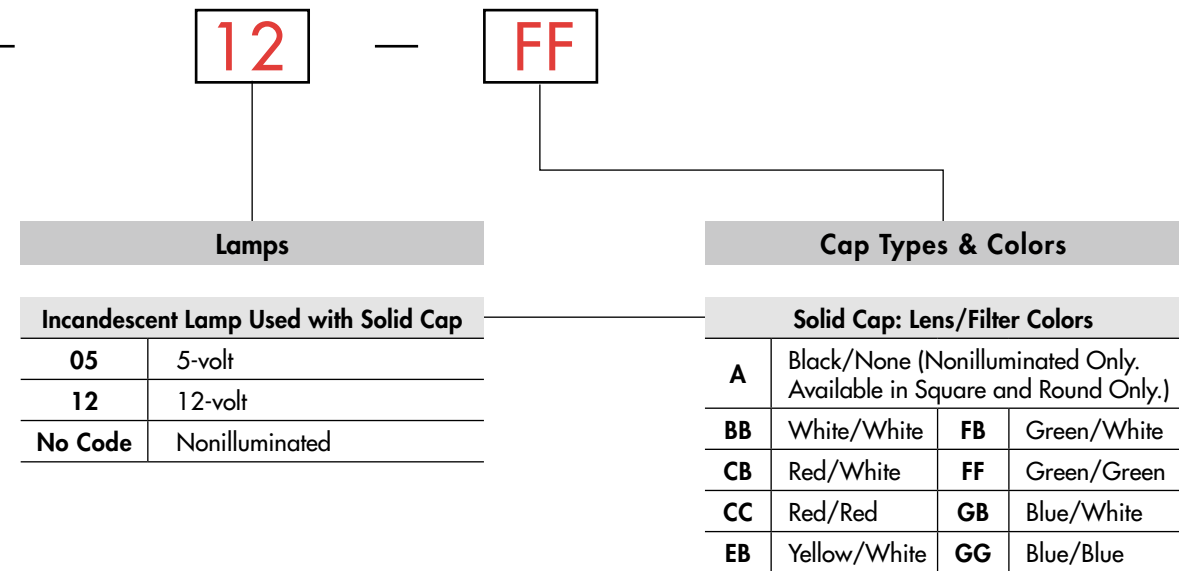 – 12 — FF
Lamps
Incandescent Lamp Used with Solid Cap
05 5-volt
12 12-volt
No Code Nonilluminated
Cap Types & Colors
Solid Cap: Lens/Filter Colors
A Black/None (Nonilluminated Only.
Available in Square and Round Only.)
BB White/White FB Green/White
CB Red/White FF Green/Green
CC Red/Red GB Blue/White
EB Yellow/White GG Blue/Blue